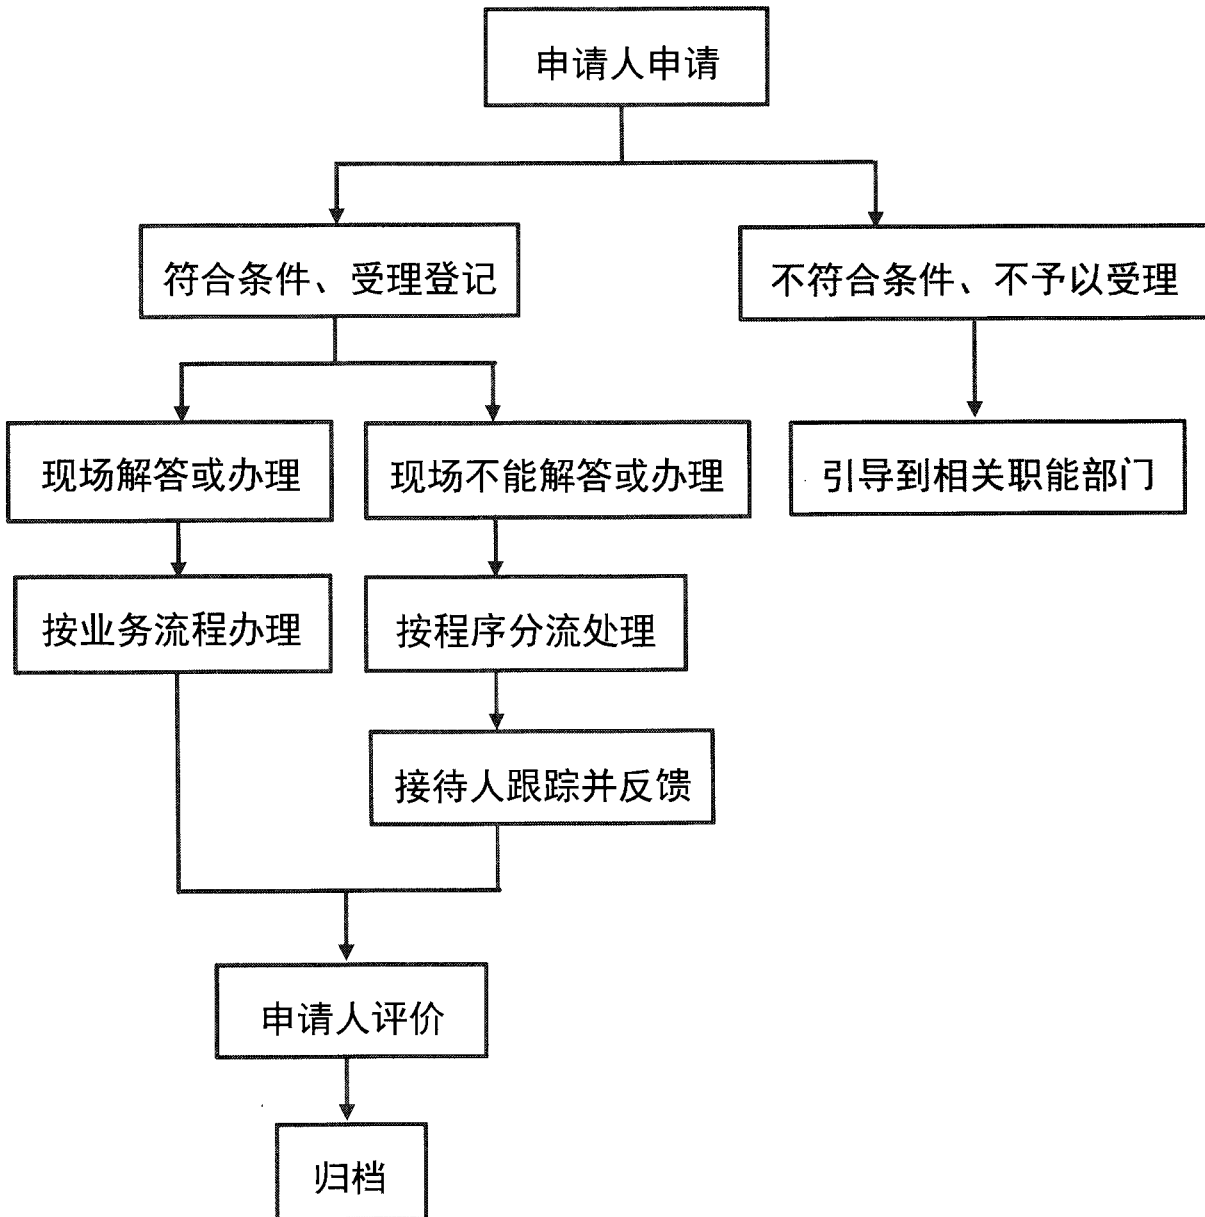 申请人申请
符合条件、受理登记
不符合条件、不予以受理
现场解答或办理
现场不能解答或办理
引导到相关职能部门
按业务流程办理
按程序分流处理
接待人跟踪并反馈
申请人评价
归档